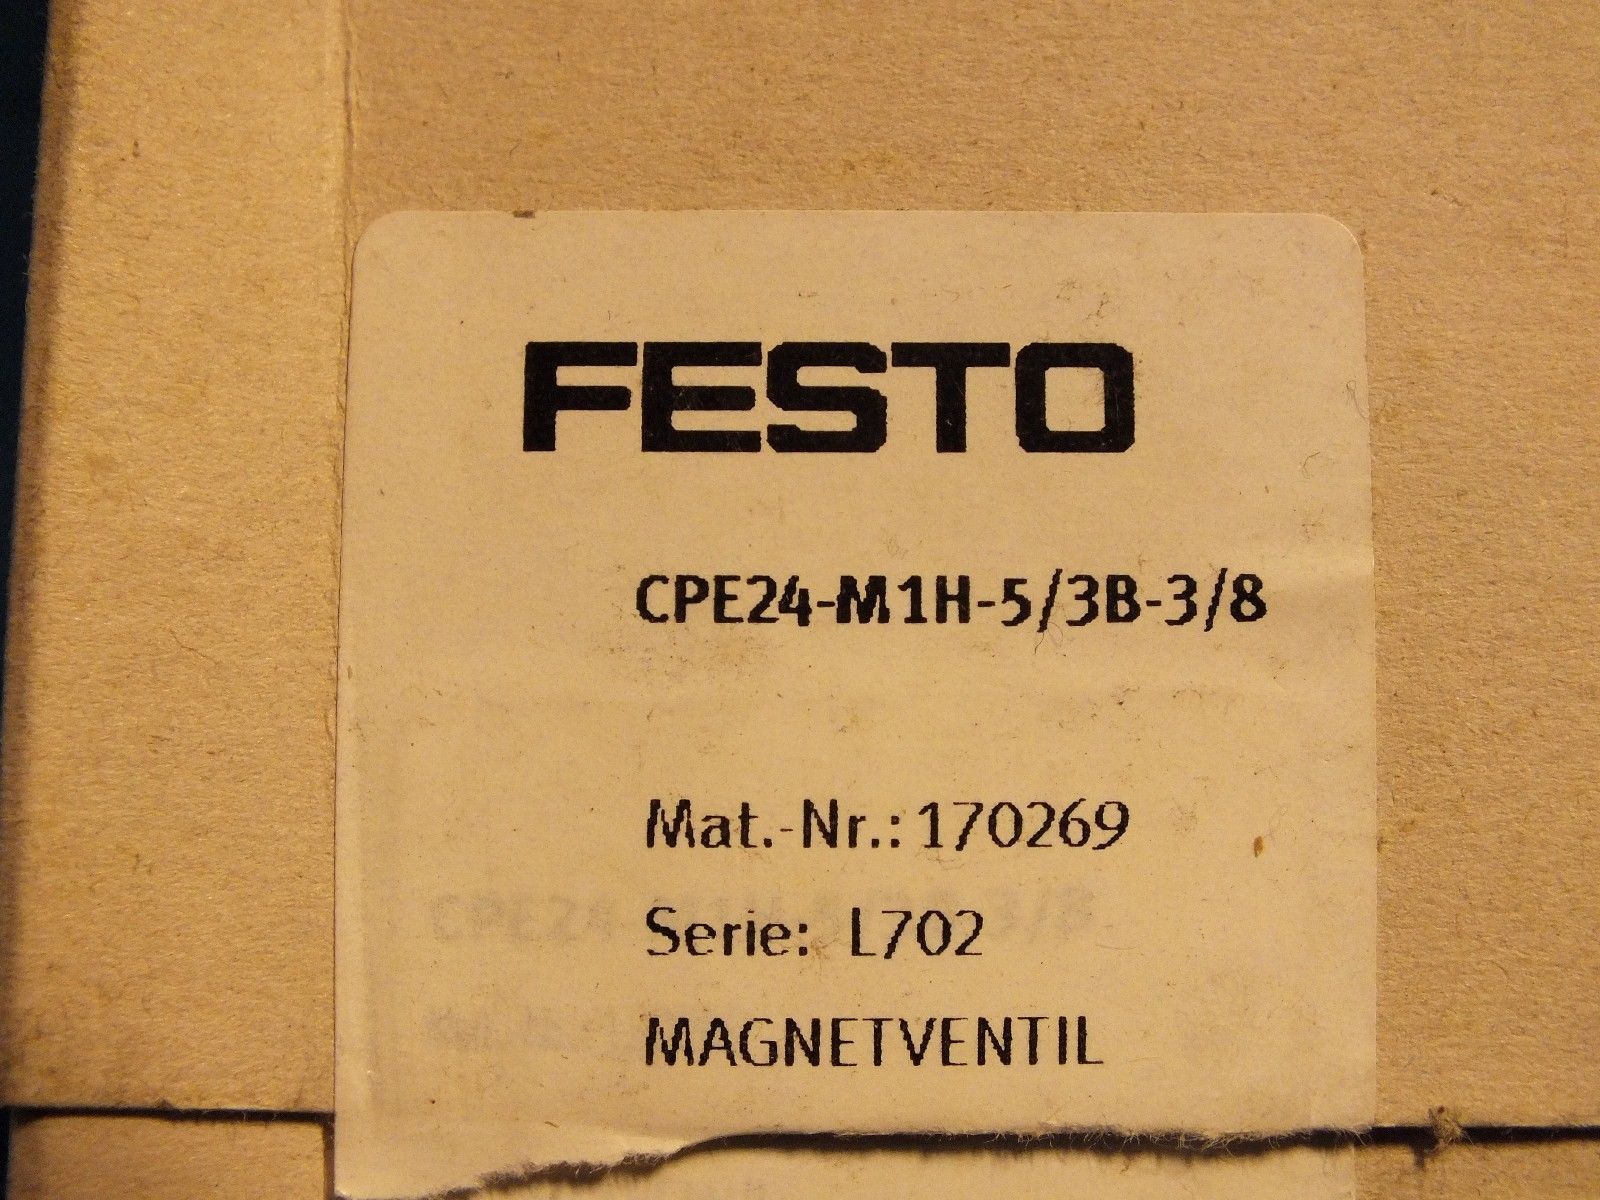 FESTO
CPE24-M1H-5/3B-3/8
Mat.-Nr.: 170269
Serie: L702
MAGNETVENTIL